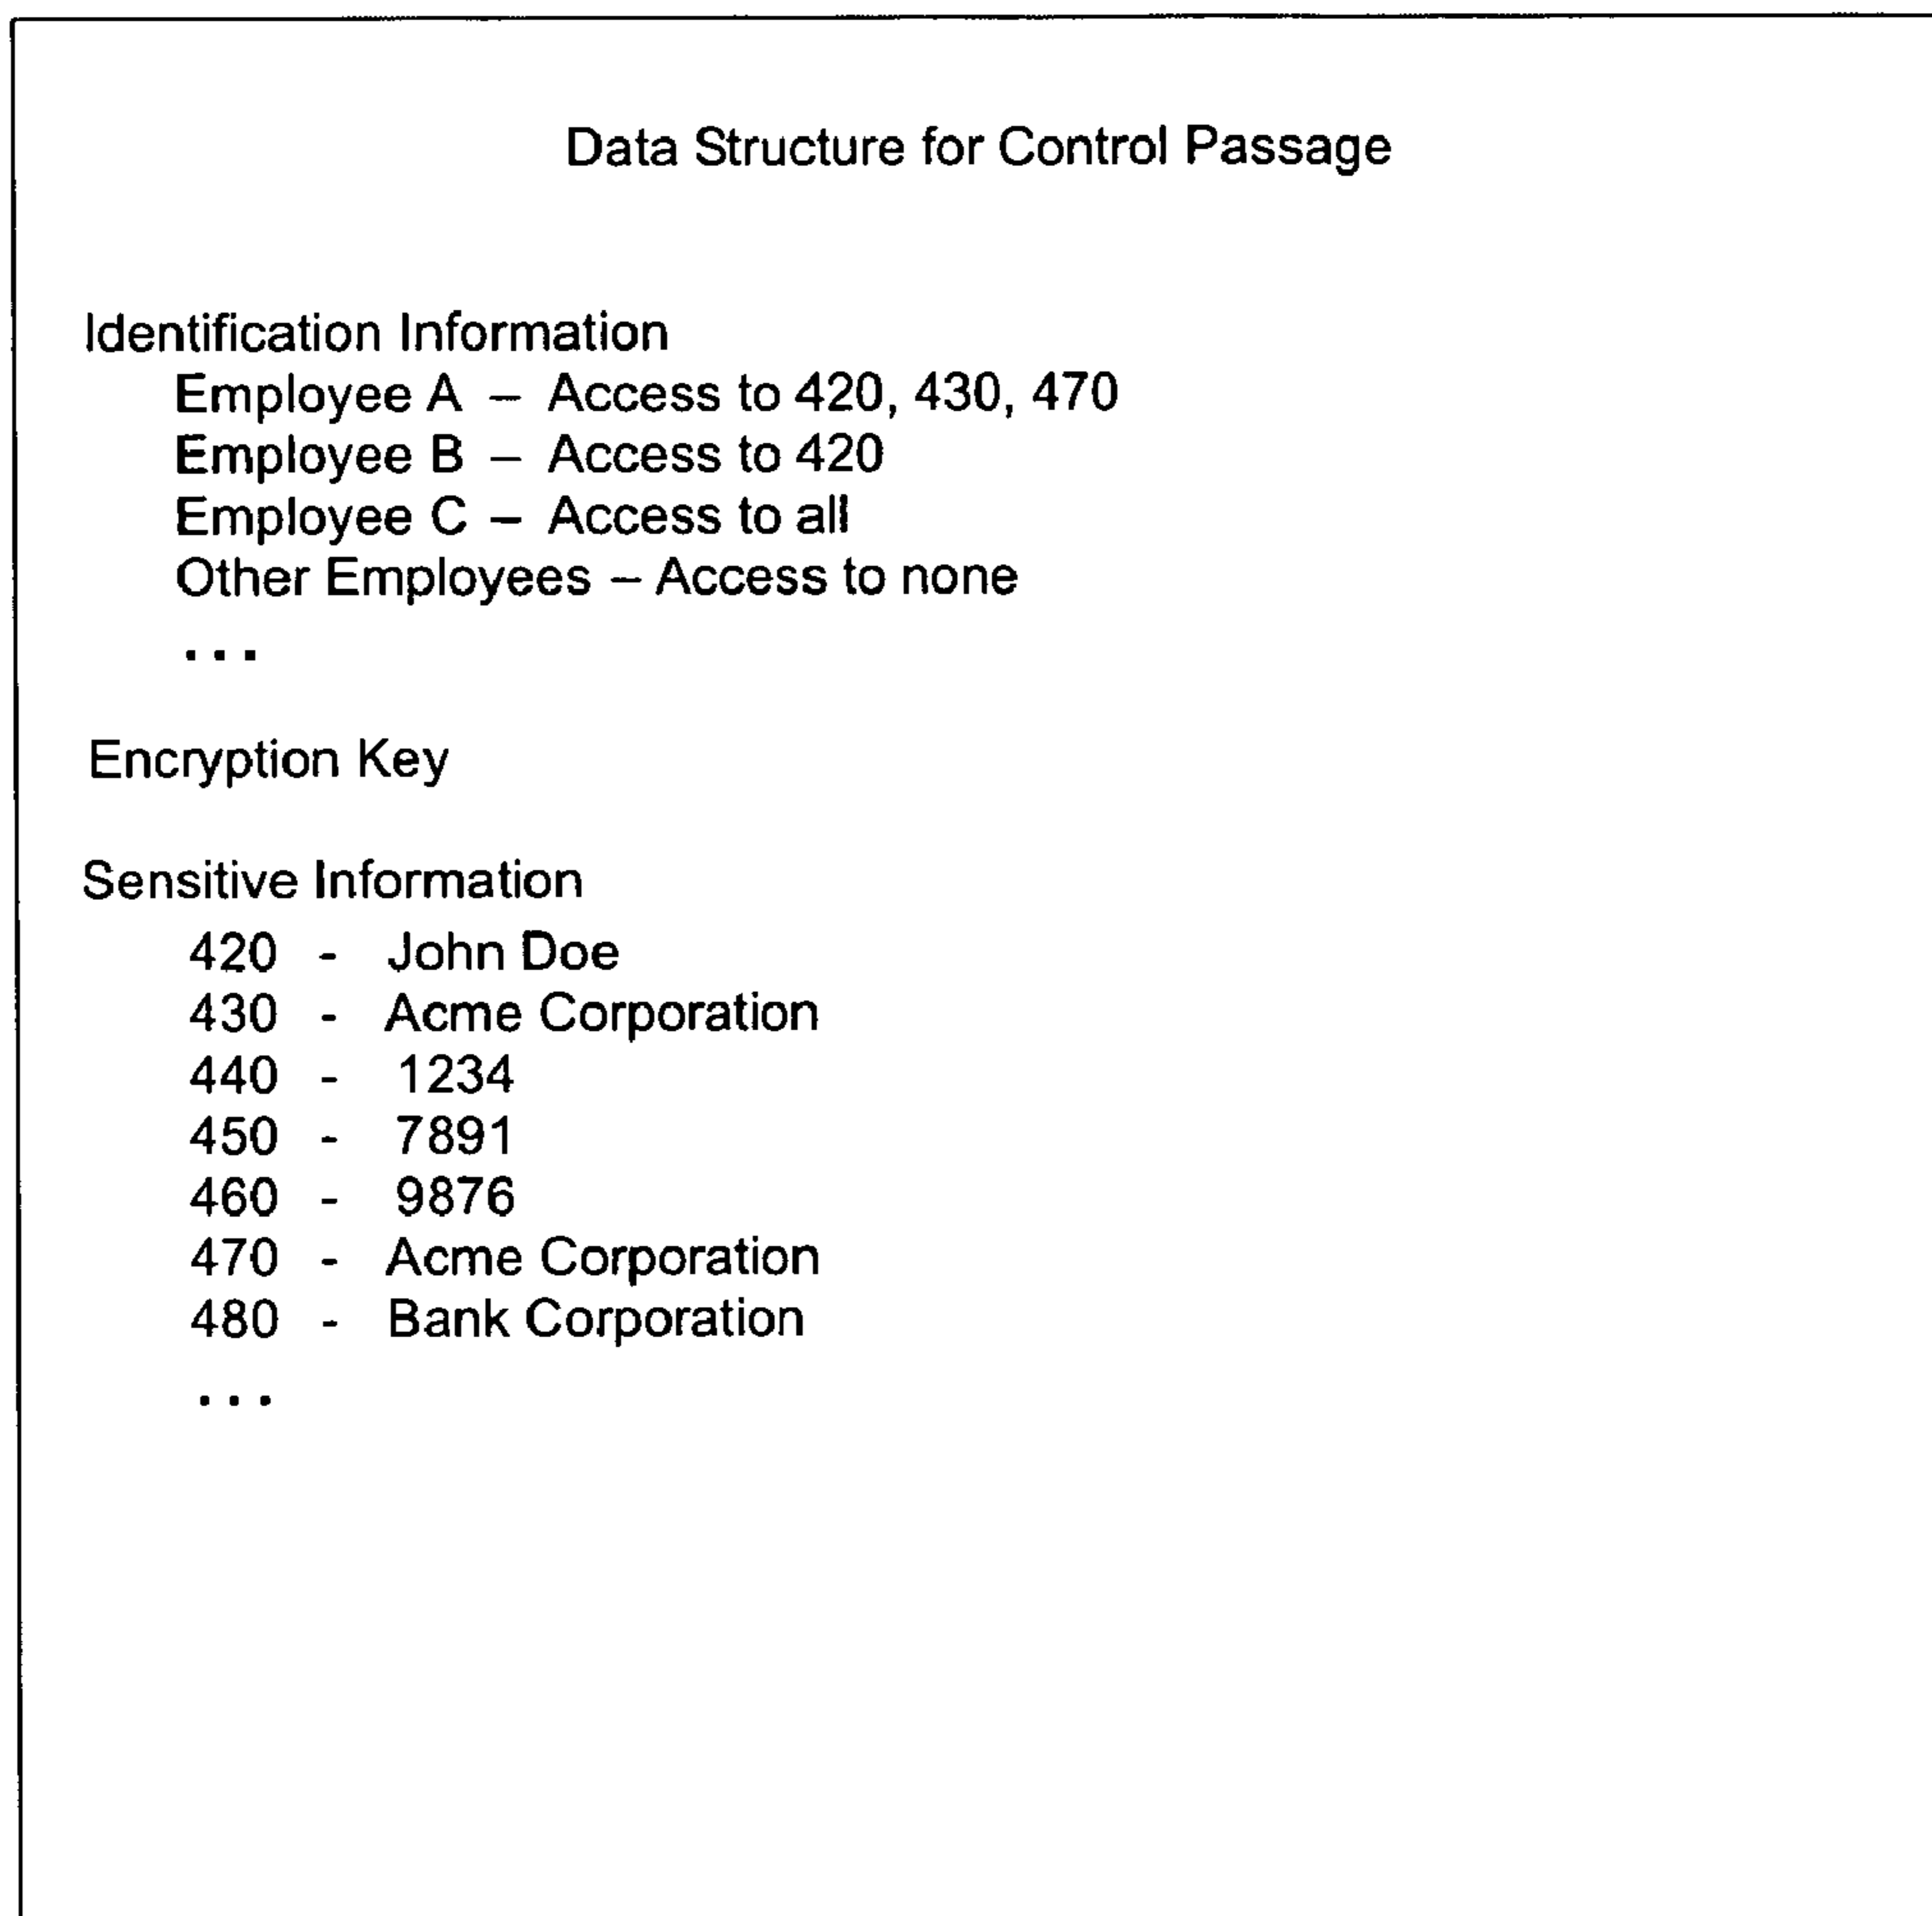 Data Structure for Control Passage
Identification Information
Employee A – Access to 420, 430, 470
Employee B – Access to 420
Employee C – Access to all
Other Employees – Access to none
...
Encryption Key
Sensitive Information
420 - John Doe
430 - Acme Corporation
440 - 1234
450 - 7891
460 - 9876
470 - Acme Corporation
480 - Bank Corporation
...